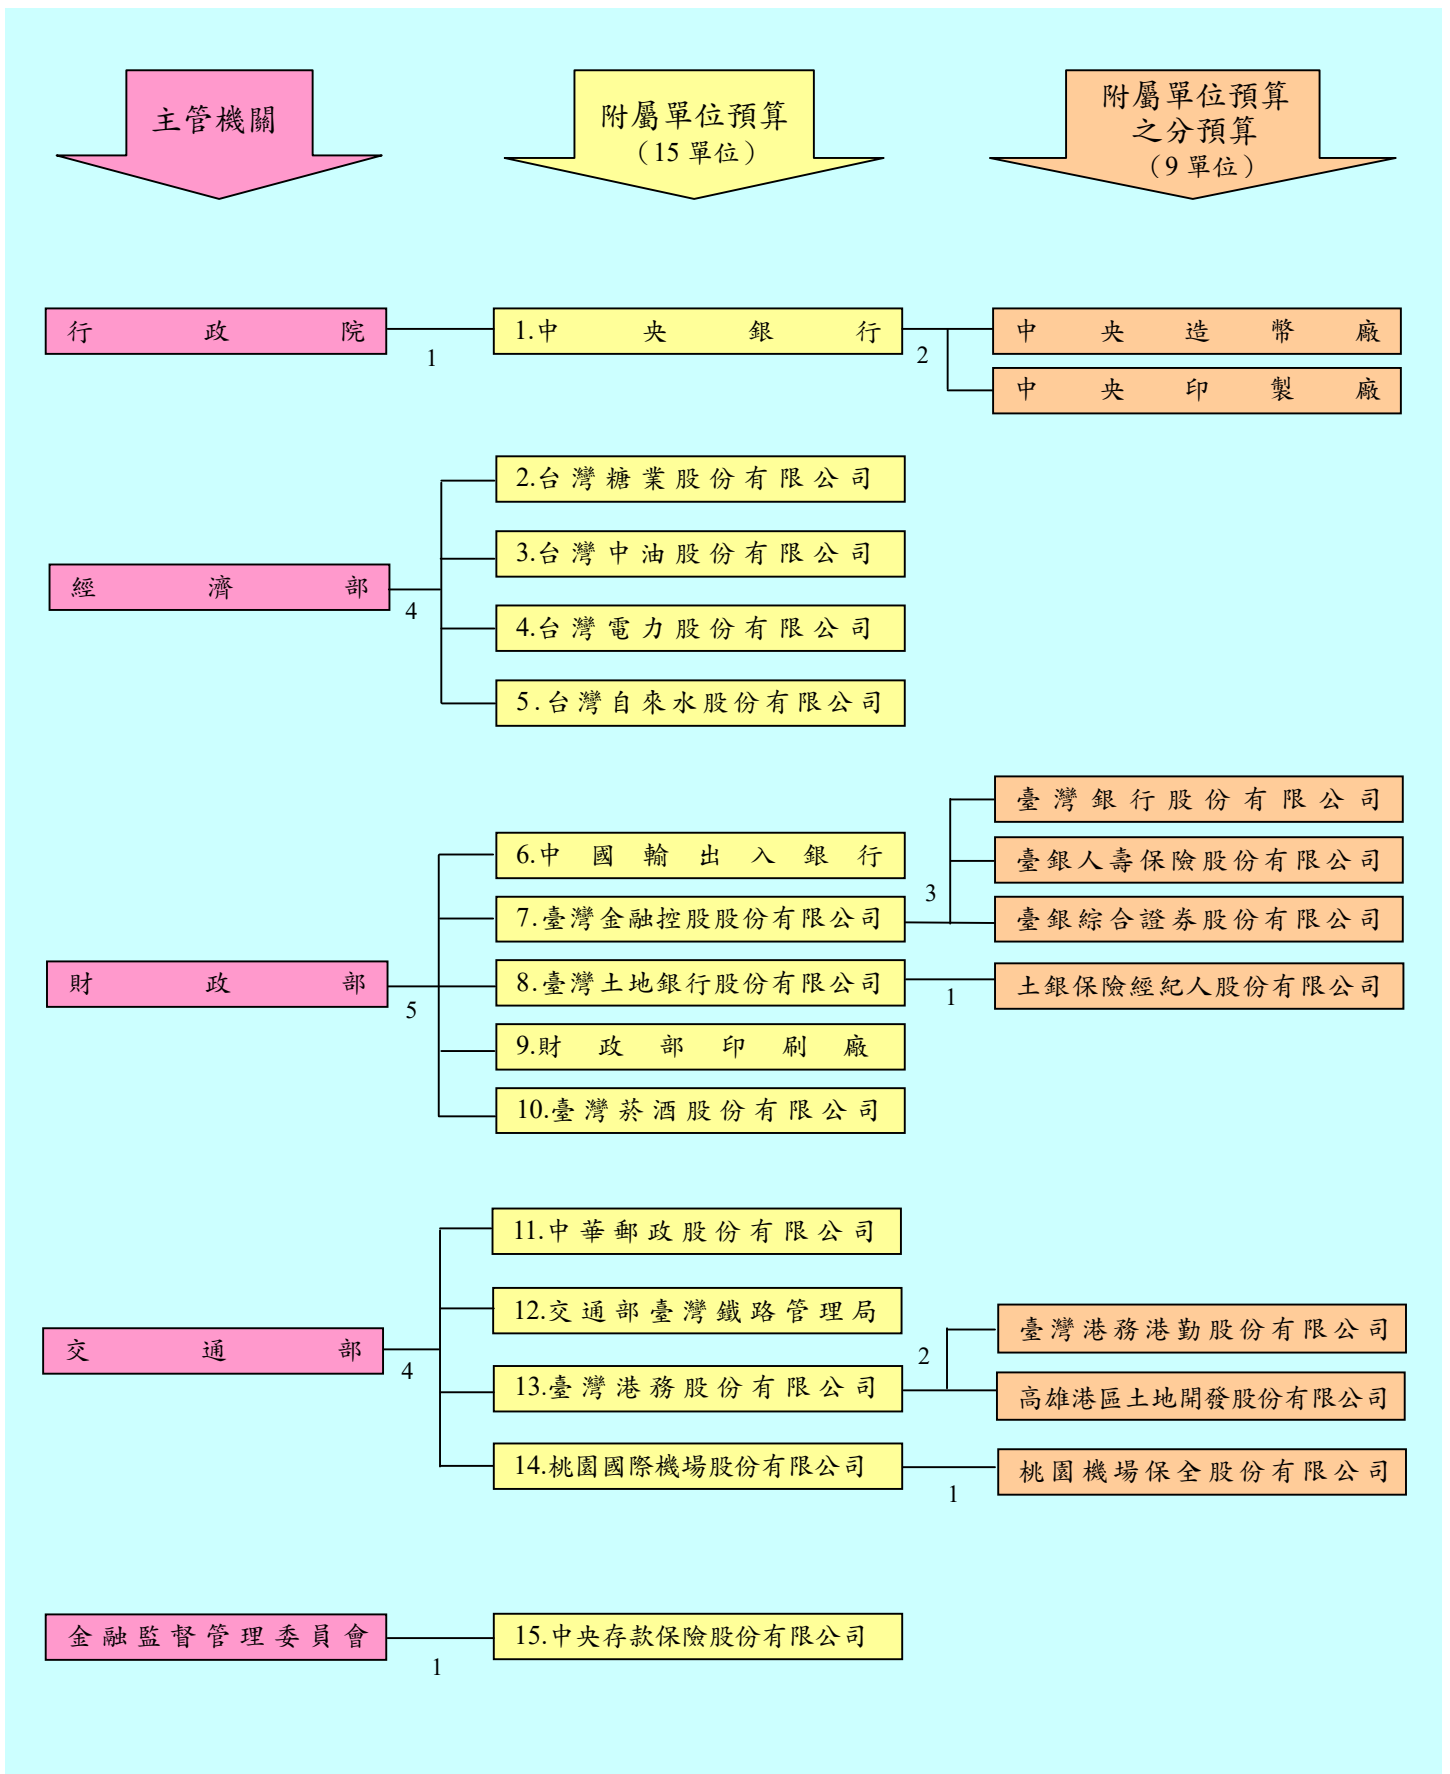 主管機關
附屬單位預算
（15 單位）
附屬單位預算
之分預算
（9 單位）
行政院
1
1.中央銀行
2
中央造幣廠
中央印製廠
經濟部
4
2.台灣糖業股份有限公司
3.台灣中油股份有限公司
4.台灣電力股份有限公司
5.台灣自來水股份有限公司
財政部
5
6.中國輸出入銀行
7.臺灣金融控股股份有限公司
3
臺灣銀行股份有限公司
臺銀人壽保險股份有限公司
臺銀綜合證券股份有限公司
8.臺灣土地銀行股份有限公司
1
土銀保險經紀人股份有限公司
9.財政部印刷廠
10.臺灣菸酒股份有限公司
交通部
4
11.中華郵政股份有限公司
12.交通部臺灣鐵路管理局
13.臺灣港務股份有限公司
2
臺灣港務港勤股份有限公司
高雄港區土地開發股份有限公司
14.桃園國際機場股份有限公司
1
桃園機場保全股份有限公司
金融監督管理委員會
1
15.中央存款保險股份有限公司